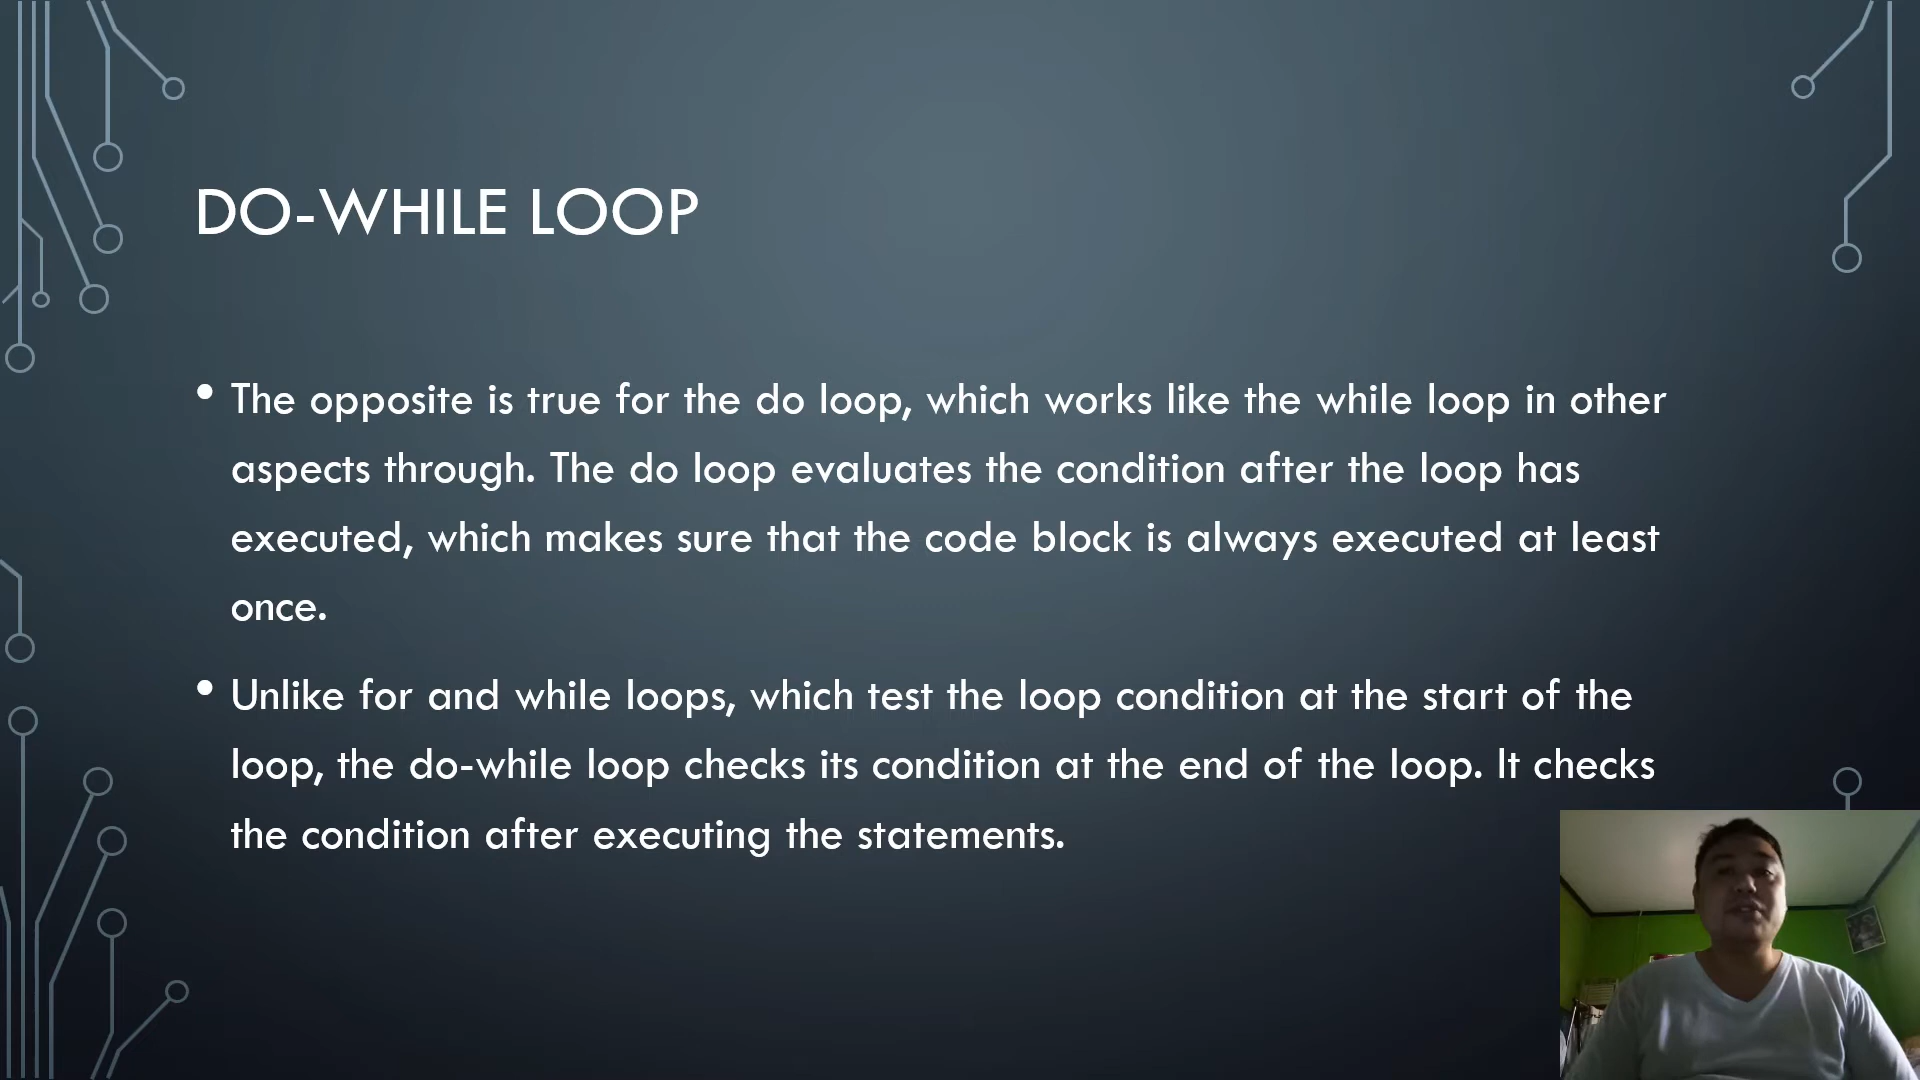 DO-WHILE LOOP
• The opposite is true for the do loop, which works like the while loop in other
aspects through. The do loop evaluates the condition after the loop has
executed, which makes sure that the code block is always executed at least
once.
• Unlike for and while loops, which test the loop condition at the start of the
loop, the do-while loop checks its condition at the end of the loop. It checks
the condition after executing the statements.